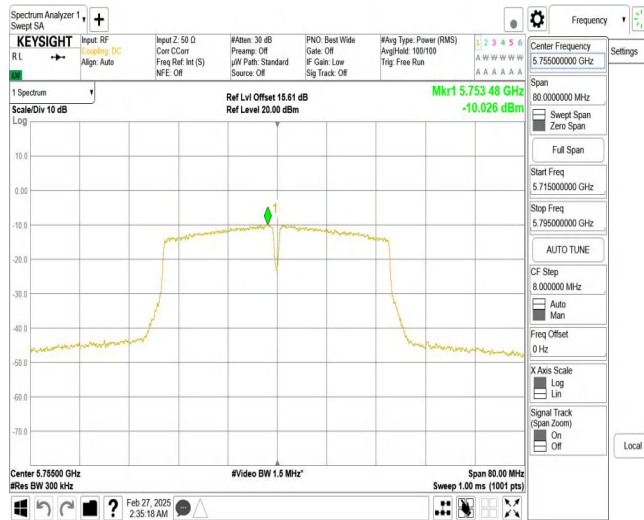 Spectrum Analyzer 1
Swept SA
+
Frequency
KEYSIGHT
R L
Input: RF
Coupling: DC
Align: Auto
Input Z: 50 Ω
Corr CCorr
Freq Ref: Int (S)
NFE: Off
#Atten: 30 dB
Preamp: Off
µW Path: Standard
Source: Off
PNO: Best Wide
Gate: Off
IF Gain: Low
Sig Track: Off
#Avg Type: Power (RMS)
Avg|Hold: 100/100
Trig: Free Run
1 2 3 4 5 6
A W W W W W
A A A A A A
Center Frequency
5.755000000 GHz
Settings
1 Spectrum
Scale/Div 10 dB
Log
Ref Lvl Offset 15.61 dB
Ref Level 20.00 dBm
Mkr1 5.753 48 GHz
-10.026 dBm
Span
80.0000000 MHz
Swept Span
Zero Span
Full Span
Start Freq
5.715000000 GHz
Stop Freq
5.795000000 GHz
AUTO TUNE
CF Step
8.000000 MHz
Auto
Man
Freq Offset
0 Hz
X Axis Scale
Log
Lin
Signal Track
(Span Zoom)
On
Off
Local
10.0
0.00
-10.0
-20.0
-30.0
-40.0
-50.0
-60.0
-70.0
1
Center 5.75500 GHz
#Res BW 300 kHz
#Video BW 1.5 MHz*
Span 80.00 MHz
Sweep 1.00 ms (1001 pts)
?
Feb 27, 2025
2:35:18 AM